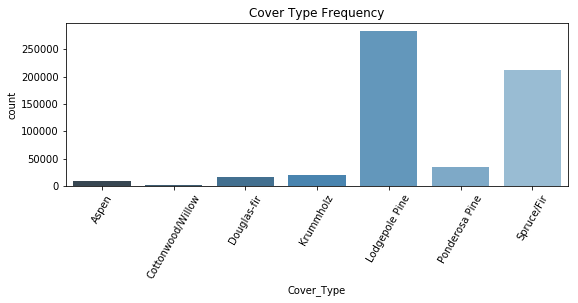 Cover Type Frequency
count
250000
200000
150000
100000
50000
0
Aspen
Cottonwood/Willow
Douglas-fir
Krummholz
Lodgepole Pine
Ponderosa Pine
Spruce/Fir
Cover_Type